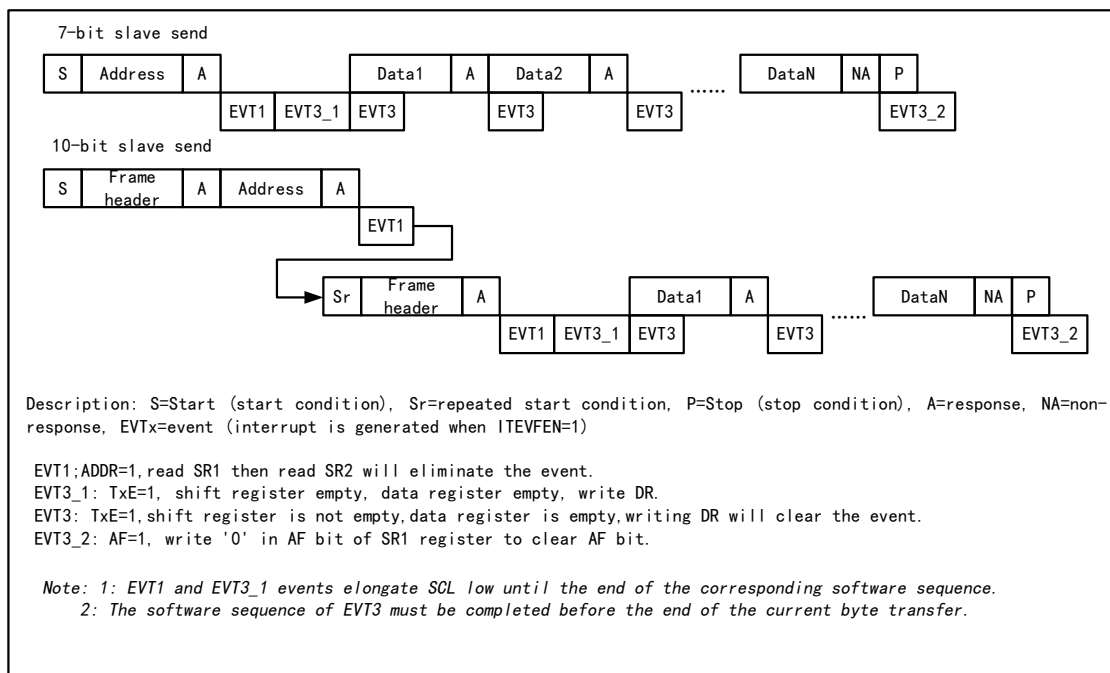 7-bit slave send
S Address A Data1 A Data2 A …… DataN NA P
EVT1 EVT3_1 EVT3 EVT3 EVT3 EVT3_2
10-bit slave send
S Frame header A Address A
EVT1
Sr Frame header A Data1 A …… DataN NA P
EVT1 EVT3_1 EVT3 EVT3 EVT3_2
Description: S=Start (start condition), Sr=repeated start condition, P=Stop (stop condition), A=response, NA=non-
response, EVTx=event (interrupt is generated when ITEVFEN=1)
EVT1;ADDR=1,read SR1 then read SR2 will eliminate the event.
EVT3_1: TxE=1, shift register empty, data register empty, write DR.
EVT3: TxE=1,shift register is not empty,data register is empty,writing DR will clear the event.
EVT3_2: AF=1, write '0' in AF bit of SR1 register to clear AF bit.
Note: 1: EVT1 and EVT3_1 events elongate SCL low until the end of the corresponding software sequence.
2: The software sequence of EVT3 must be completed before the end of the current byte transfer.